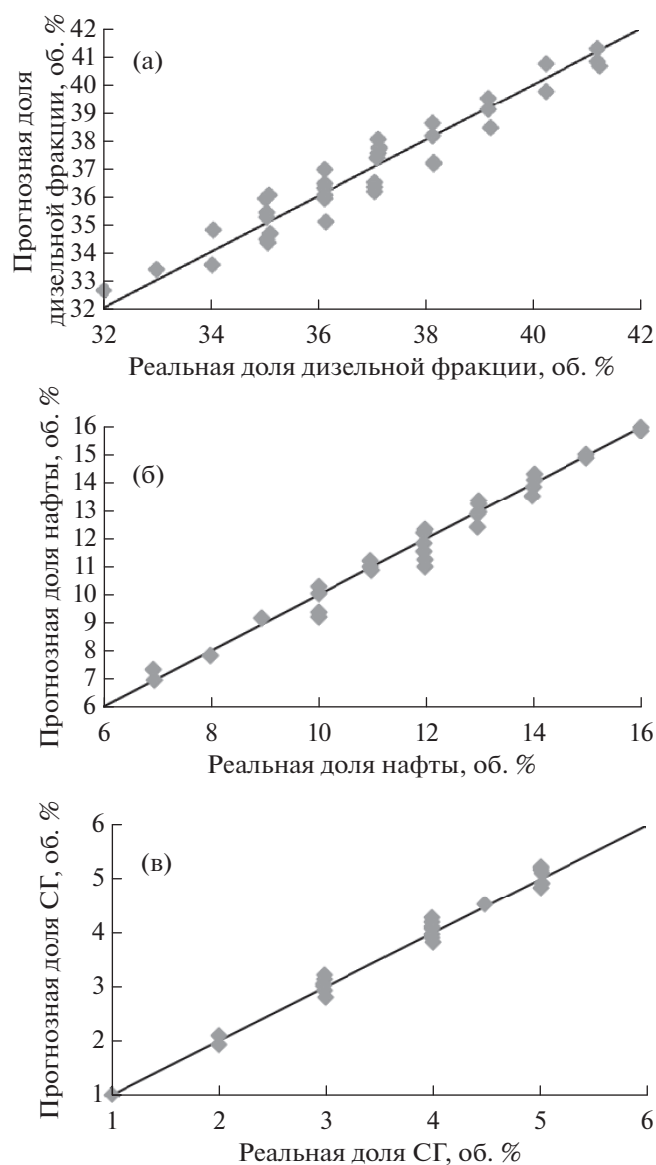 (а)
Прогнозная доля
дизельной фракции, об. %
42
41
40
39
38
37
36
35
34
33
32
32 34 36 38 40 42
Реальная доля дизельной фракции, об. %
(б)
Прогнозная доля нафты, об. %
16
15
14
13
12
11
10
9
8
7
6
6 8 10 12 14 16
Реальная доля нафты, об. %
(в)
Прогнозная доля СГ, об. %
6
5
4
3
2
1
1 2 3 4 5 6
Реальная доля СГ, об. %